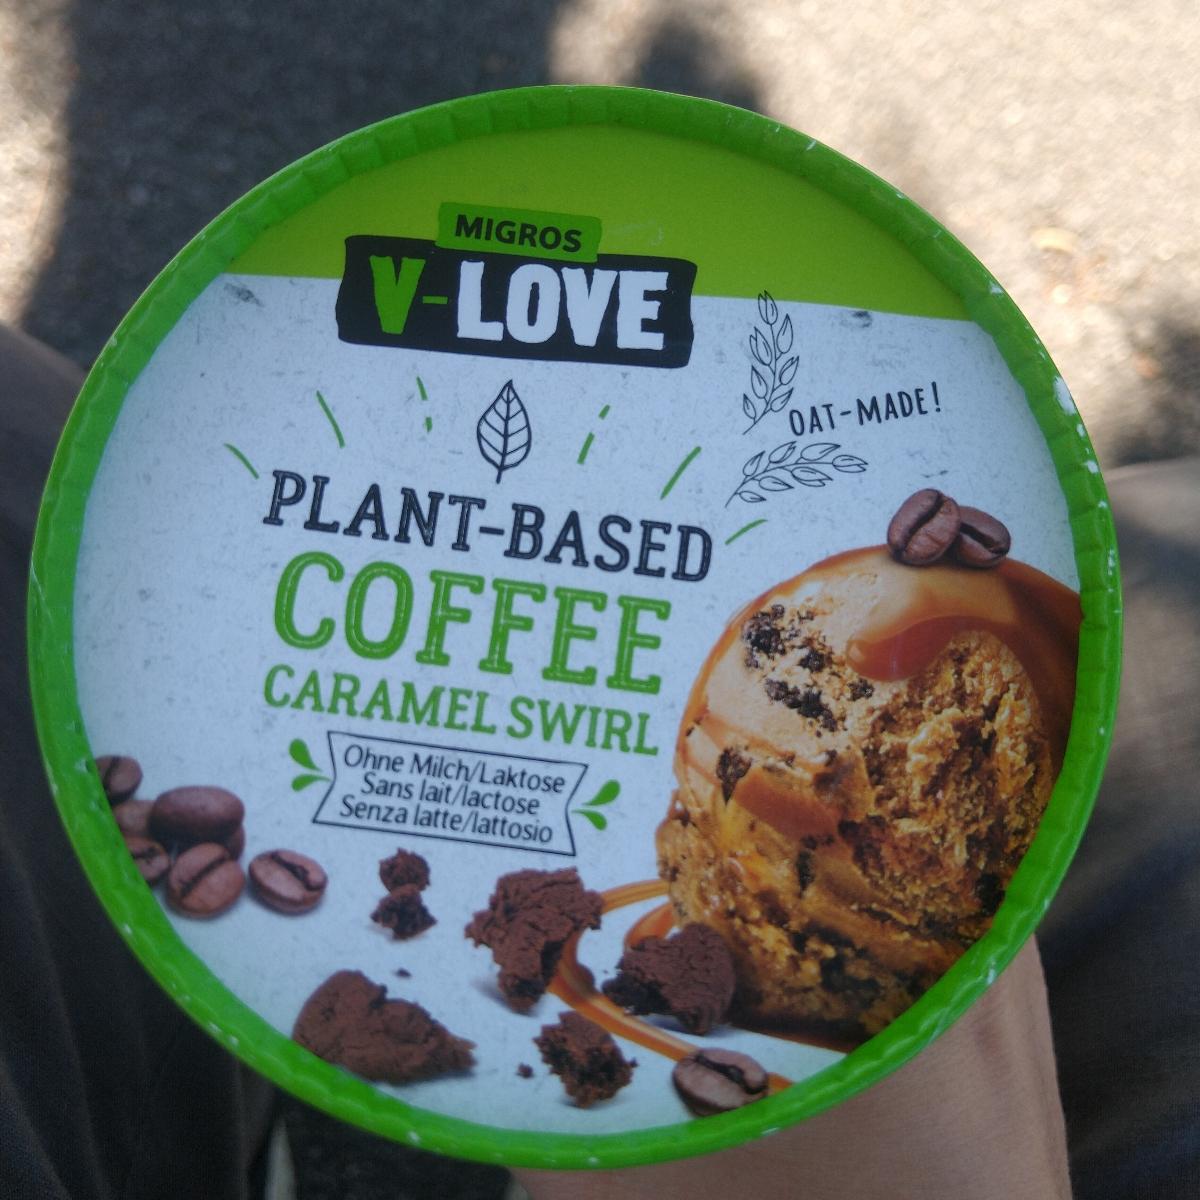 MIGROS
V-LOVE
OAT-MADE!
PLANT-BASED
COFFEE
CARAMEL SWIRL
Ohne Milch/Laktose
Sans lait/lactose
Senza latte/lattosio